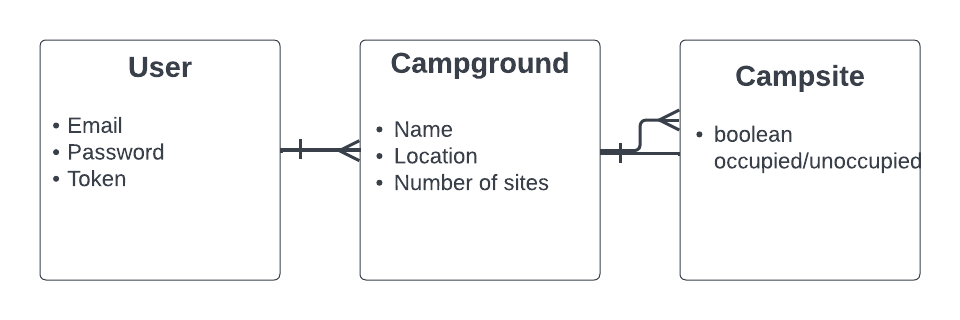 User
• Email
• Password
• Token
Campground
• Name
• Location
• Number of sites
Campsite
• boolean
occupied/unoccupied